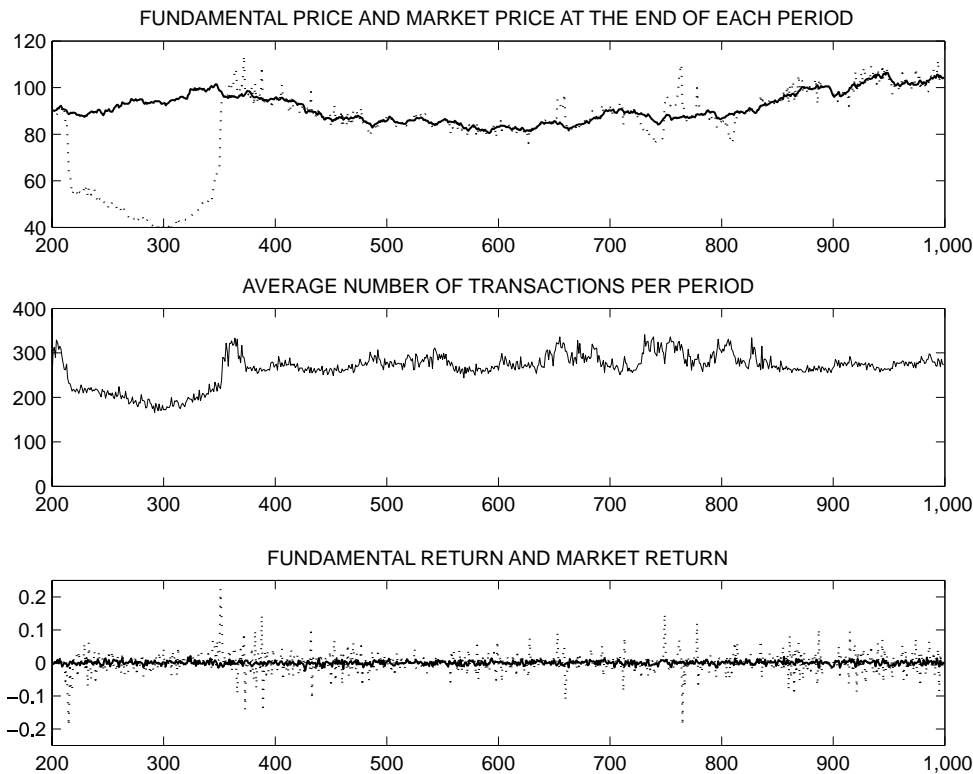 FUNDAMENTAL PRICE AND MARKET PRICE AT THE END OF EACH PERIOD
120
100
80
60
40
200 300 400 500 600 700 800 900 1,000
AVERAGE NUMBER OF TRANSACTIONS PER PERIOD
400
300
200
100
0
200 300 400 500 600 700 800 900 1,000
FUNDAMENTAL RETURN AND MARKET RETURN
0.2
0.1
0
−0.1
−0.2
200 300 400 500 600 700 800 900 1,000